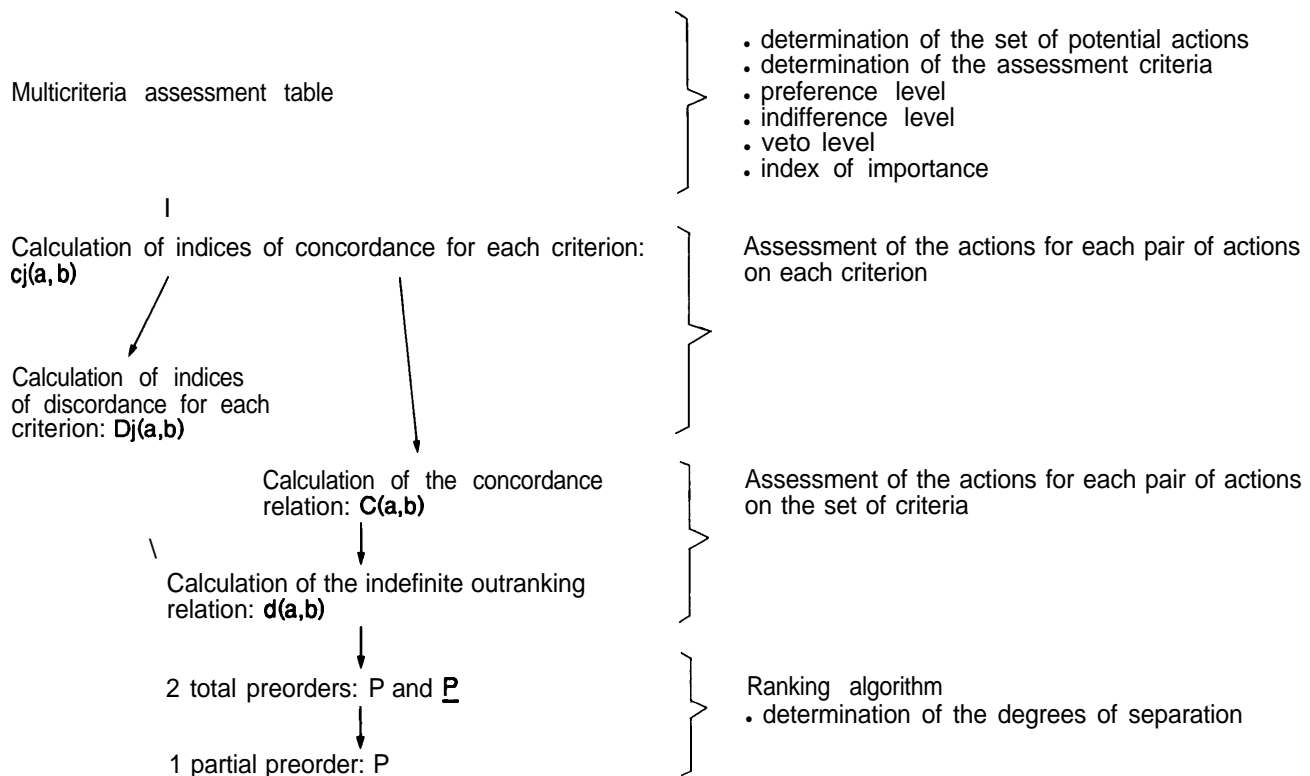 Multicriteria assessment table
• determination of the set of potential actions
• determination of the assessment criteria
• preference level
• indifference level
• veto level
• index of importance
Calculation of indices of concordance for each criterion:
cj(a,b)
Assessment of the actions for each pair of actions
on each criterion
Calculation of indices
of discordance for each
criterion: Dj(a,b)
Calculation of the concordance
relation: C(a,b)
Assessment of the actions for each pair of actions
on the set of criteria
Calculation of the indefinite outranking
relation: d(a,b)
2 total preorders: P and P
Ranking algorithm
• determination of the degrees of separation
1 partial preorder: P